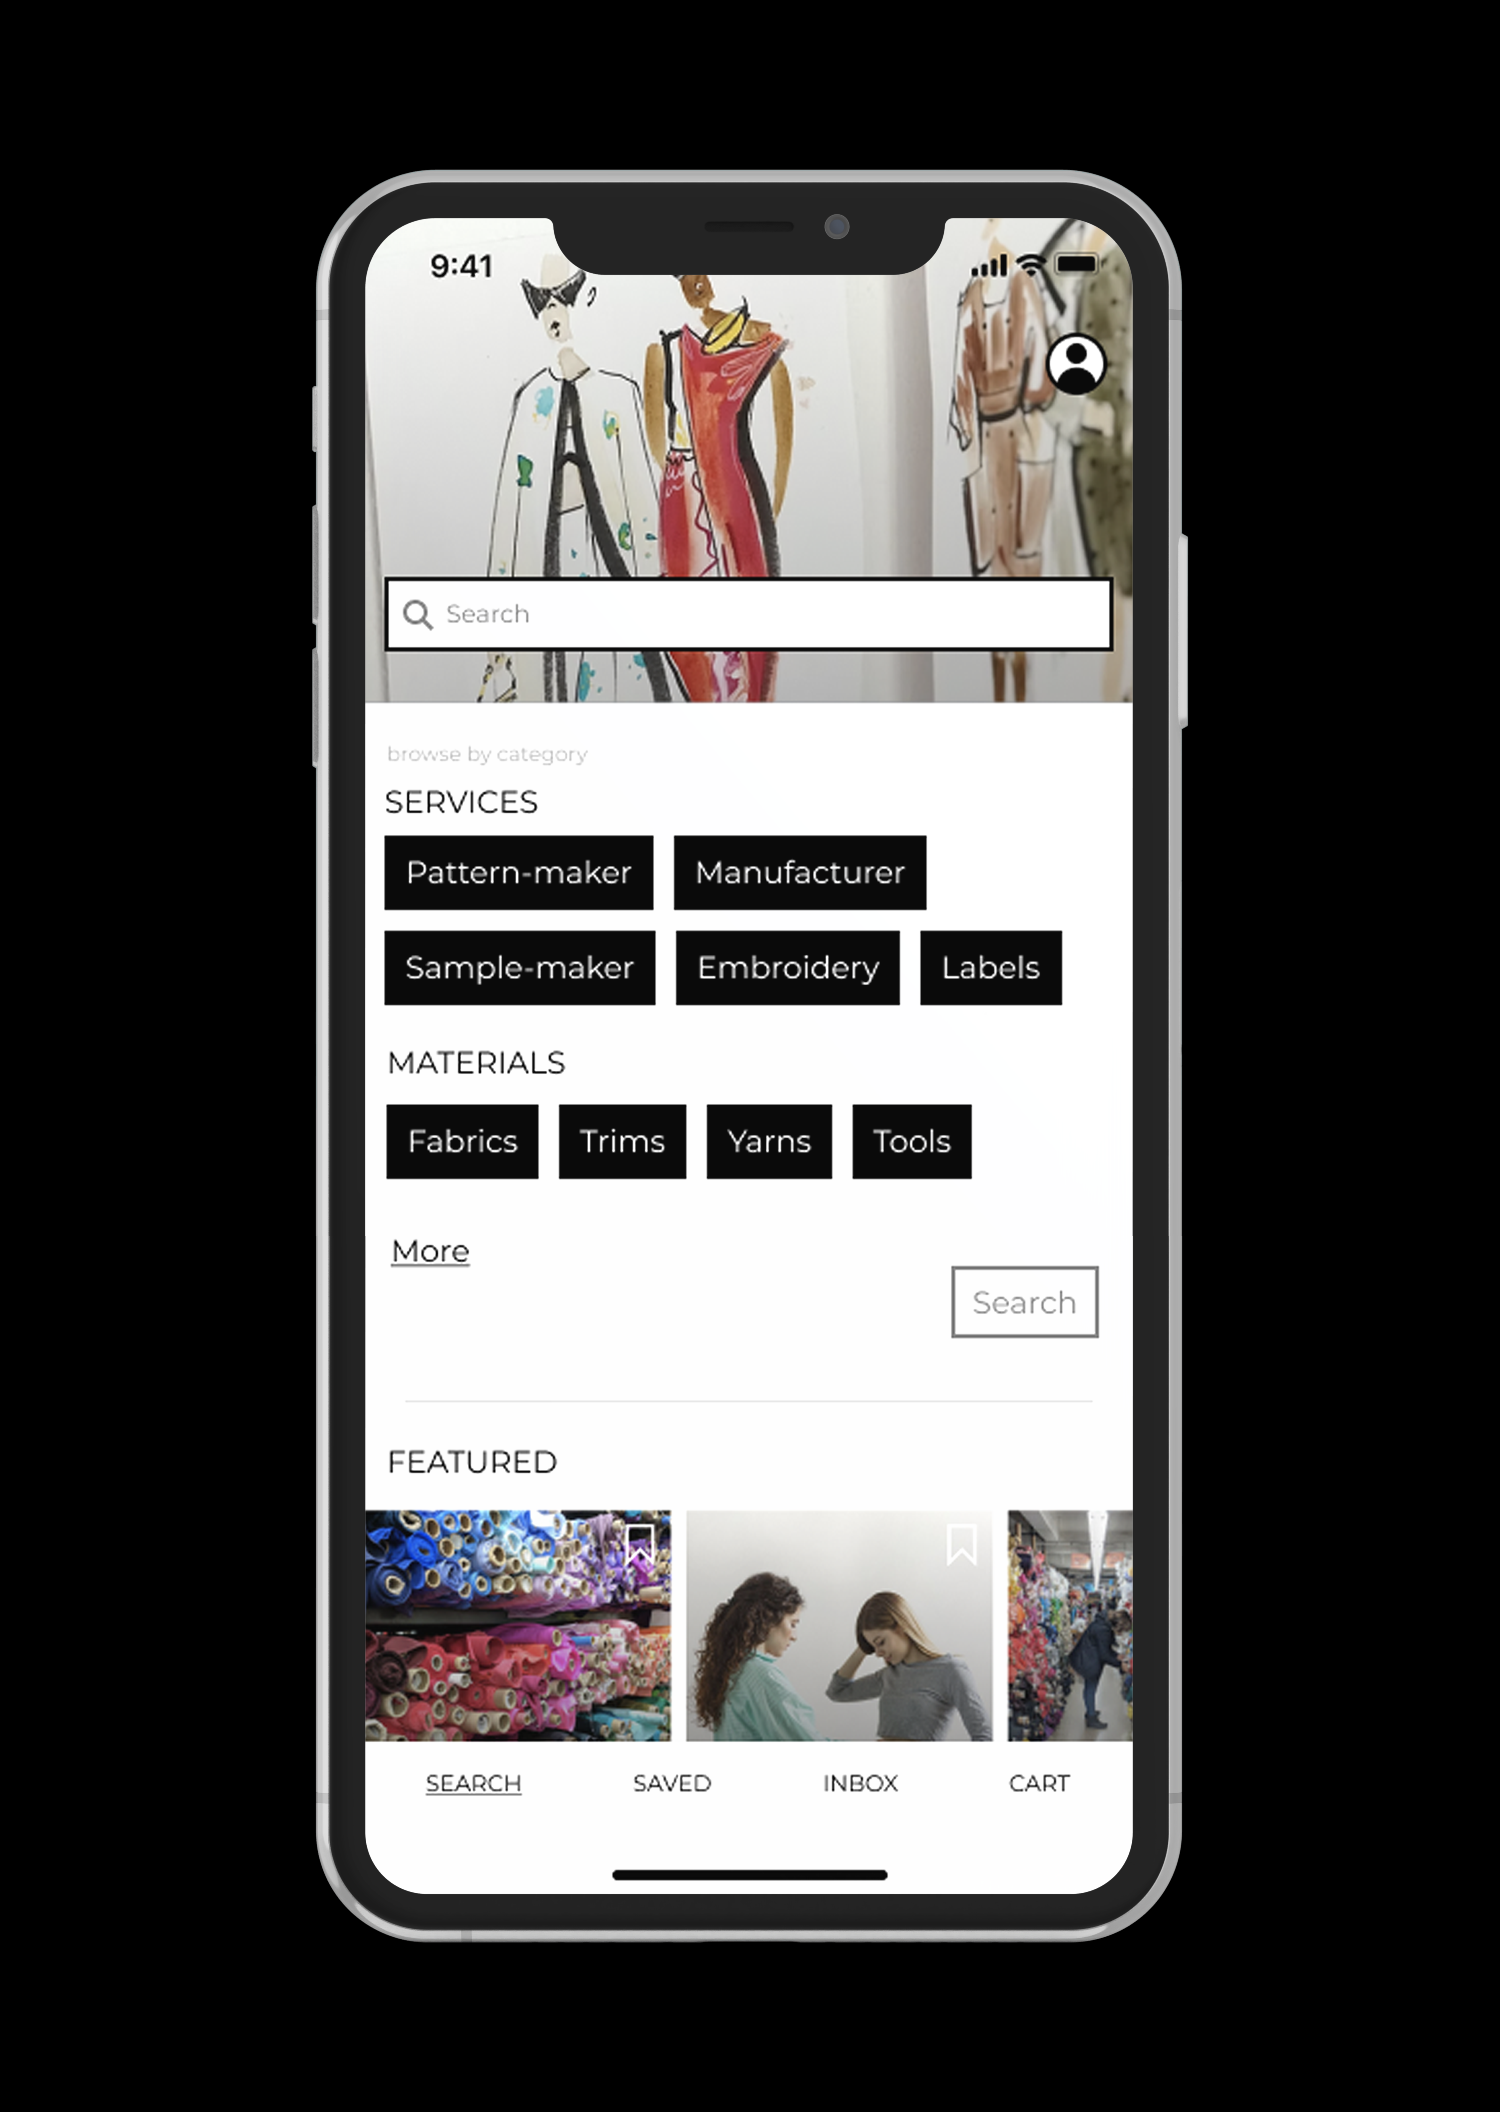 9:41
Search
browse by category
SERVICES
Pattern-maker Manufacturer
Sample-maker Embroidery Labels
MATERIALS
Fabrics Trims Yarns Tools
More
Search
FEATURED
SEARCH SAVED INBOX CART